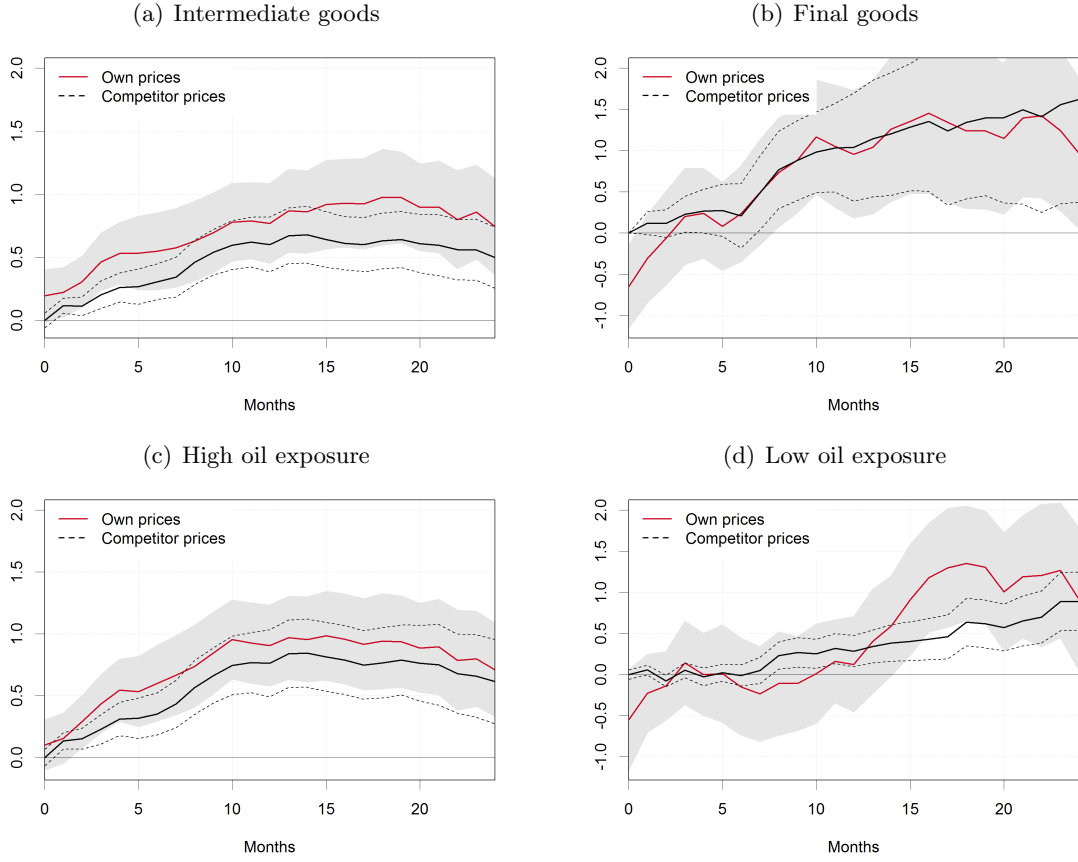 (a) Intermediate goods
Own prices
Competitor prices
2.0
1.5
1.0
0.5
0.0
0 5 10 15 20
Months
(b) Final goods
Own prices
Competitor prices
2.0
1.5
1.0
0.5
0.0
-0.5
-1.0
0 5 10 15 20
Months
(c) High oil exposure
Own prices
Competitor prices
2.0
1.5
1.0
0.5
0.0
0 5 10 15 20
Months
(d) Low oil exposure
Own prices
Competitor prices
2.0
1.5
1.0
0.5
0.0
-0.5
-1.0
0 5 10 15 20
Months